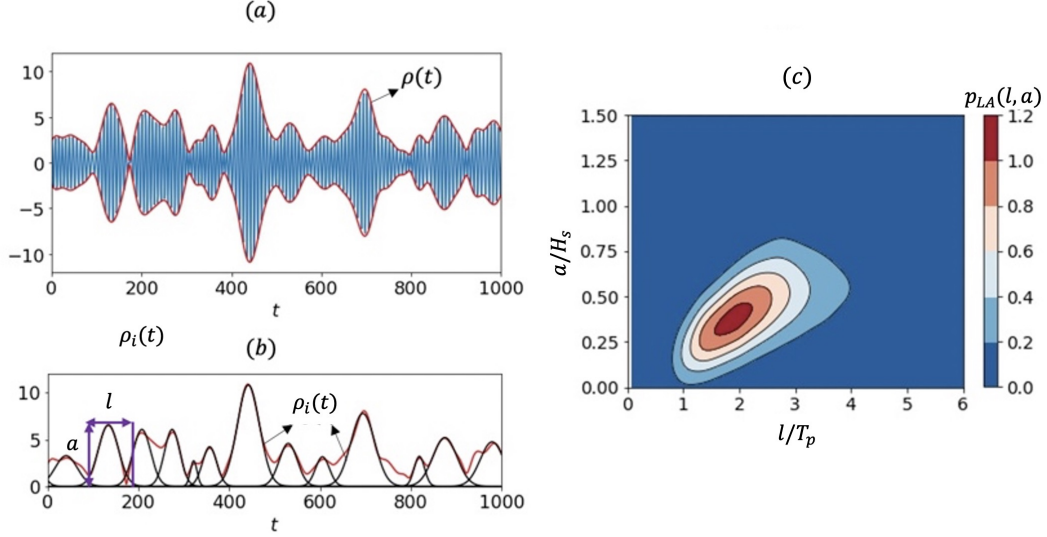 (a)
10
5
0
−5
−10
ρ(t)
0 200 400 600 800 1000
t
ρi(t)
(b)
10
5
0
l
a
ρi(t)
0 200 400 600 800 1000
t
(c)
pLA(l, a)
1.50
1.25
1.00
0.75
0.50
0.25
0.00
a/Hs
0 1 2 3 4 5 6
l/Tp
1.2
1.0
0.8
0.6
0.4
0.2
0.0